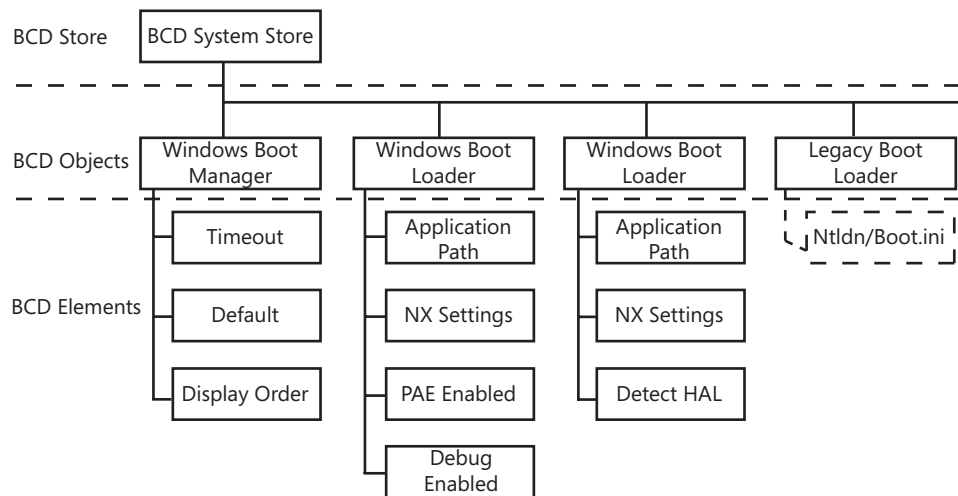 BCD Store
BCD System Store
BCD Objects
Windows Boot
Manager
Windows Boot
Loader
Windows Boot
Loader
Legacy Boot
Loader
BCD Elements
Timeout
Default
Display Order
Application
Path
NX Settings
PAE Enabled
Debug
Enabled
Application
Path
NX Settings
Detect HAL
Ntldn/Boot.ini